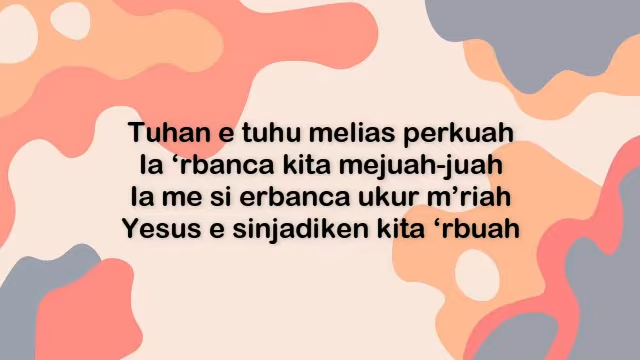 Tuhan e tuhu melias perkuah
Ia ‘rbanca kita mejuah-juah
Ia me si erbanca ukur m’riah
Yesus e sinjadiken kita ‘rbuah